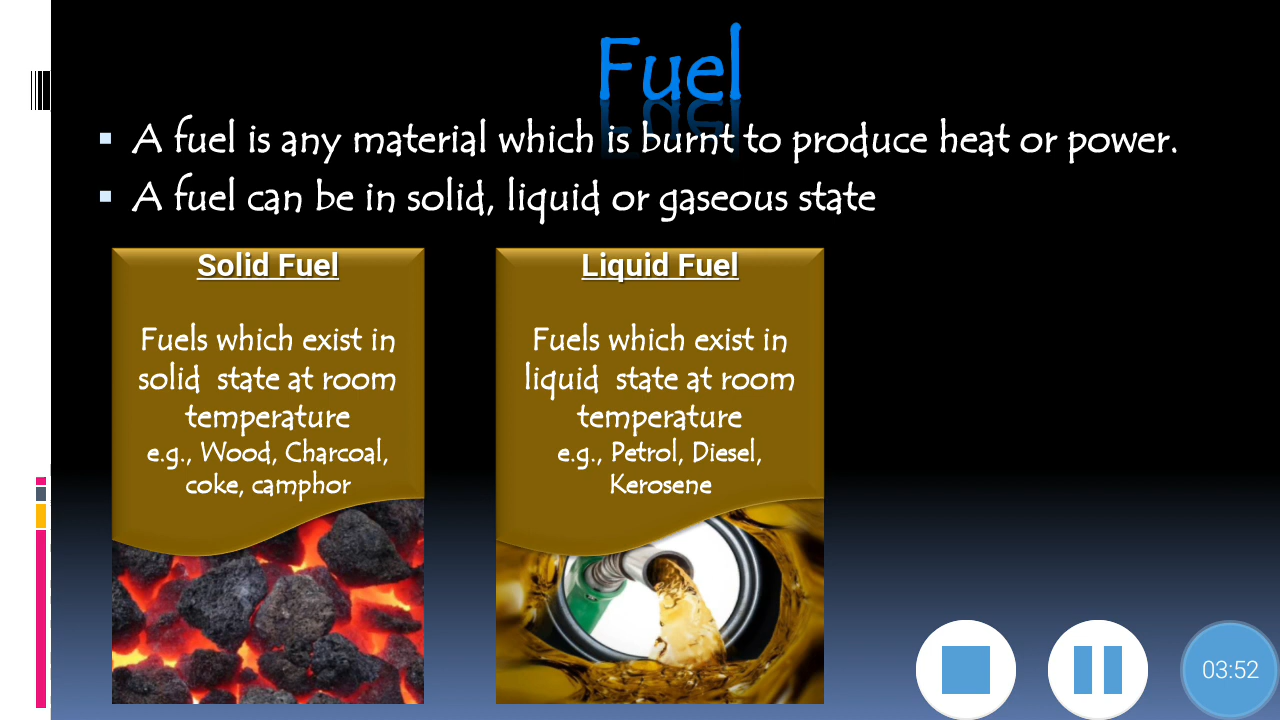 Fuel
A fuel is any material which is burnt to produce heat or power.
A fuel can be in solid, liquid or gaseous state
Solid Fuel
Fuels which exist in
solid state at room
temperature
e.g., Wood, Charcoal,
coke, camphor
Liquid Fuel
Fuels which exist in
liquid state at room
temperature
e.g., Petrol, Diesel,
Kerosene
03:52